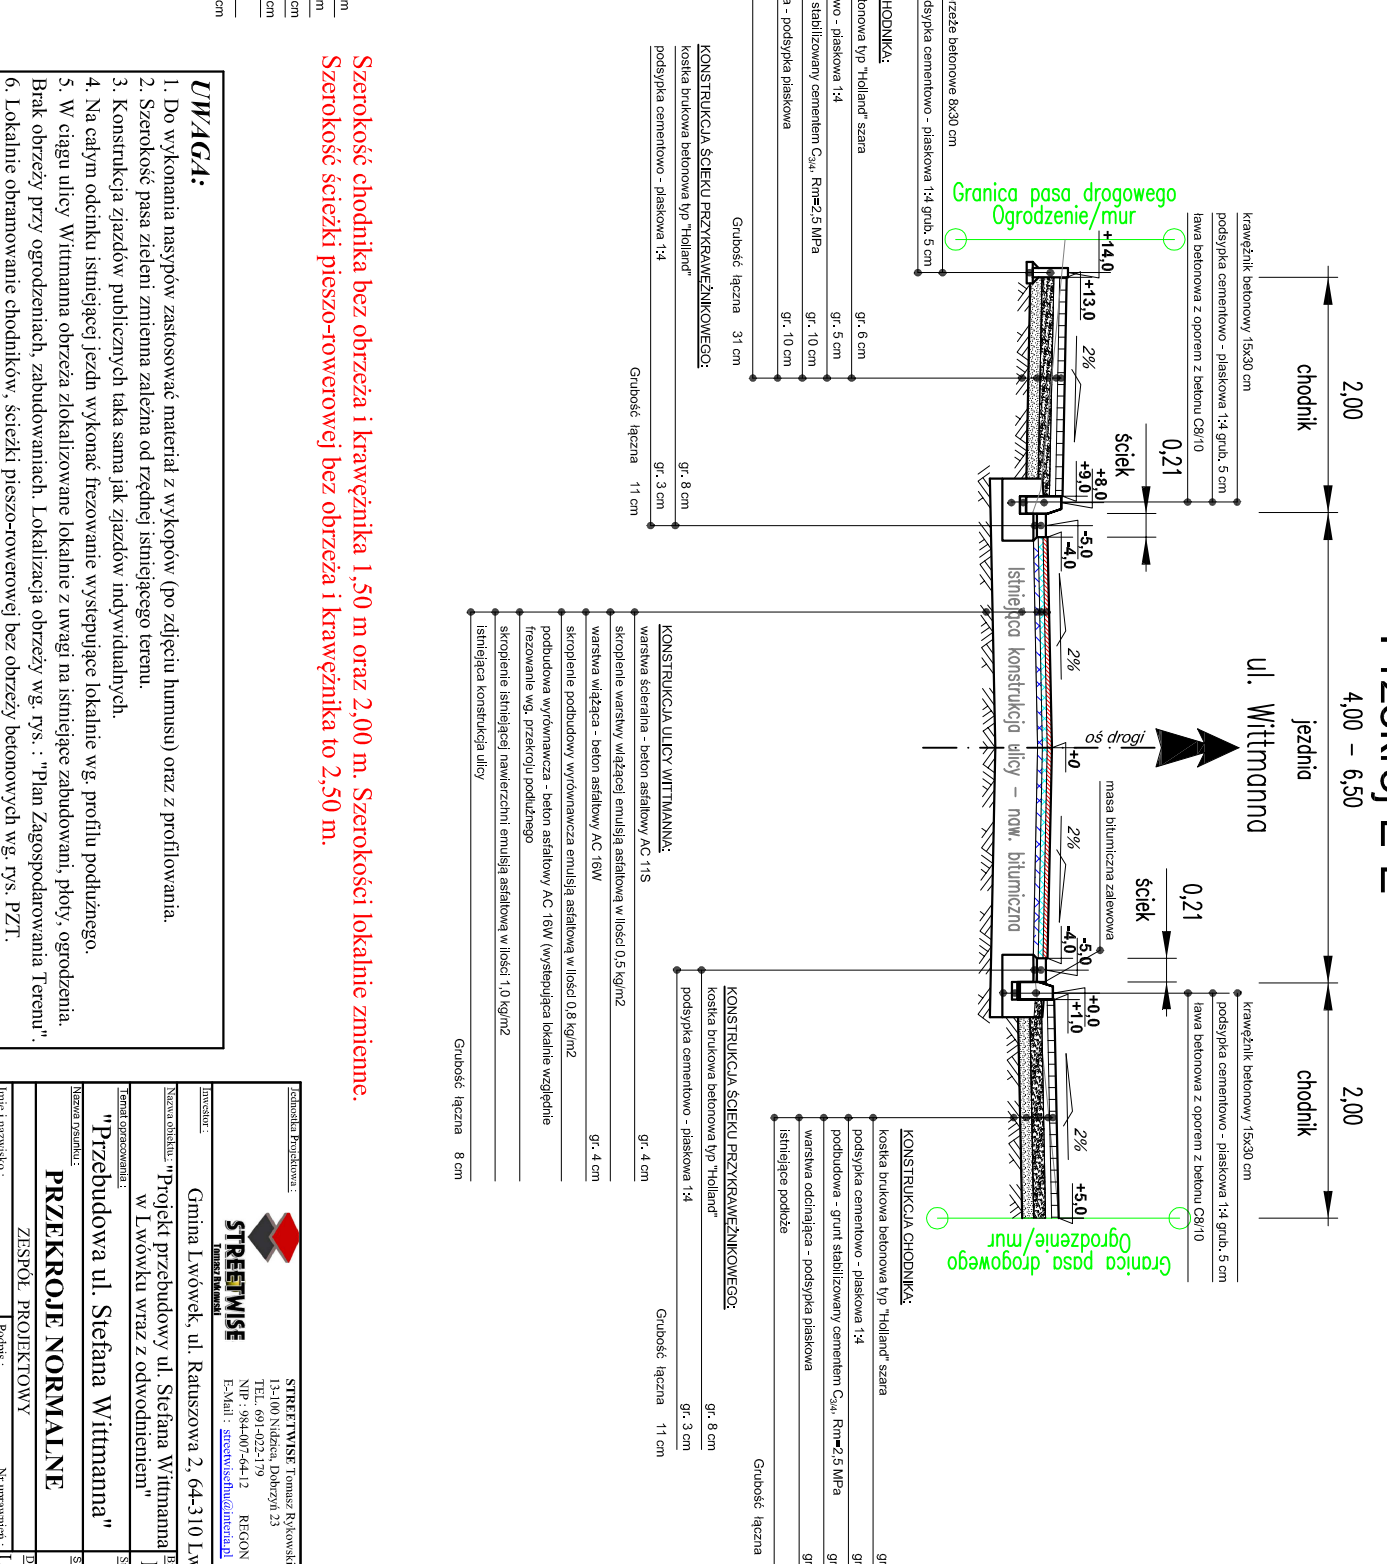 2,00
4,00 - 6,50
2,00
chodnik
jezdnia
chodnik
ul. Wittmanna
krawężnik betonowy 15x30 cm
podsypka cementowo - piaskowa 1:4 grub. 5 cm
ława betonowa z oporem z betonu C8/10
0,21
ściek
0,21
ściek
krawężnik betonowy 15x30 cm
podsypka cementowo - piaskowa 1:4 grub. 5 cm
ława betonowa z oporem z betonu C8/10
Granica pasa drogowego
Ogrodzenie/mur
+14,0
+13,0
2%
+8,0
+9,0
-5,0
-4,0
2%
oś drogi
+0
masa bitumiczna zalewowa
2%
-5,0
-4,0
+0,0
+1,0
2%
+5,0
Granica pasa drogowego
Ogrodzenie/mur
Istniejąca konstrukcja ulicy - naw. bitumiczna
rzeże betonowe 8x30 cm
dsypka cementowo - piaskowa 1:4 grub. 5 cm
HODNIKA:
tonowa typ "Holland" szara gr. 6 cm
wo - piaskowa 1:4 gr. 5 cm
stabilizowany cementem C3/4, Rm=2,5 MPa gr. 10 cm
a - podsypka piaskowa gr. 10 cm
Grubość łączna 31 cm
KONSTRUKCJA ŚCIEKU PRZYKRAWĘŻNIKOWEGO:
kostka brukowa betonowa typ "Holland" gr. 8 cm
podsypka cementowo - piaskowa 1:4 gr. 3 cm
Grubość łączna 11 cm
KONSTRUKCJA ULICY WITTMANNA:
warstwa ścieralna - beton asfaltowy AC 11S gr. 4 cm
skropienie warstwy wiążącej emulsją asfaltową w ilości 0,5 kg/m2
warstwa wiążąca - beton asfaltowy AC 16W gr. 4 cm
skropienie podbudowy wyrównawcza emulsją asfaltową w ilości 0,8 kg/m2
podbudowa wyrównawcza - beton asfaltowy AC 16W (wystepująca lokalnie względnie
frezowanie wg. przekroju podłużnego
skropienie istniejącej nawierzchni emulsją asfaltową w ilości 1,0 kg/m2
istniejąca konstrukcja ulicy
Grubość łączna 8 cm
KONSTRUKCJA CHODNIKA:
kostka brukowa betonowa typ "Holland" szara
podsypka cementowo - piaskowa 1:4
podbudowa - grunt stabilizowany cementem C3/4, Rm=2,5 MPa
warstwa odcinająca - podsypka piaskowa
istniejące podłoże
Grubość łączna
KONSTRUKCJA ŚCIEKU PRZYKRAWĘŻNIKOWEGO:
kostka brukowa betonowa typ "Holland" gr. 8 cm
podsypka cementowo - piaskowa 1:4 gr. 3 cm
Grubość łączna 11 cm
Szerokość chodnika bez obrzeża i krawężnika 1,50 m oraz 2,00 m. Szerokości lokalnie zmienne.
Szerokość ścieżki pieszo-rowerowej bez obrzeża i krawężnika to 2,50 m.
UWAGA:
1. Do wykonania nasypów zastosować materiał z wykopów (po zdjęciu humusu) oraz z profilowania.
2. Szerokość pasa zieleni zmienna zależna od rzędnej istniejącego terenu.
3. Konstrukcja zjazdów publicznych taka sama jak zjazdów indywidualnych.
4. Na całym odcinku istniejącej jezdn wykonać frezowanie wystepujące lokalnie wg. profilu podłużnego.
5. W ciągu ulicy Wittmanna obrzeża zlokalizowane lokalnie z uwagi na istniejące zabudowani, płoty, ogrodzenia.
Brak obrzeży przy ogrodzeniach, zabudowaniach. Lokalizacja obrzeży wg. rys. : "Plan Zagospodarowania Terenu".
6. Lokalnie obramowanie chodników, ścieżki pieszo-rowerowej bez obrzeży betonowych wg. rys. PZT.
Jednostka Projektowa :
STREETWISE
Tomasz Rykowski
STREETWISE Tomasz Rykowski
13-100 Nidzica, Dobrzyń 23
TEL. 691-022-179
NIP : 984-007-64-12 REGON
E-Mail : streetwisefhu@interia.pl
Inwestor :
Gmina Lwówek, ul. Ratuszowa 2, 64-310 Lw
Nazwa obiektu :
"Projekt przebudowy ul. Stefana Wittmanna
w Lwówku wraz z odwodnieniem"
Temat opracowania :
"Przebudowa ul. Stefana Wittmanna"
Nazwa rysunku :
PRZEKROJE NORMALNE
ZESPÓŁ PROJEKTOWY
Imię i nazwisko :
Podpis :
Nr uprawnień :